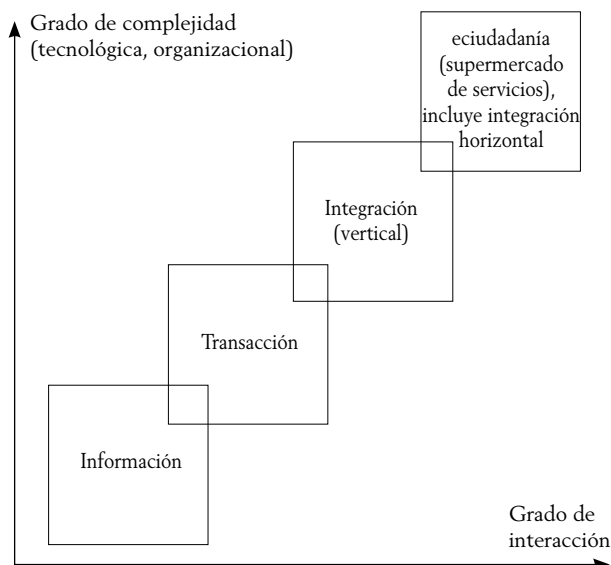 Grado de complejidad
(tecnológica, organizacional)
eciudadanía
(supermercado
de servicios),
incluye integración
horizontal
Integración
(vertical)
Transacción
Información
Grado de
interacción